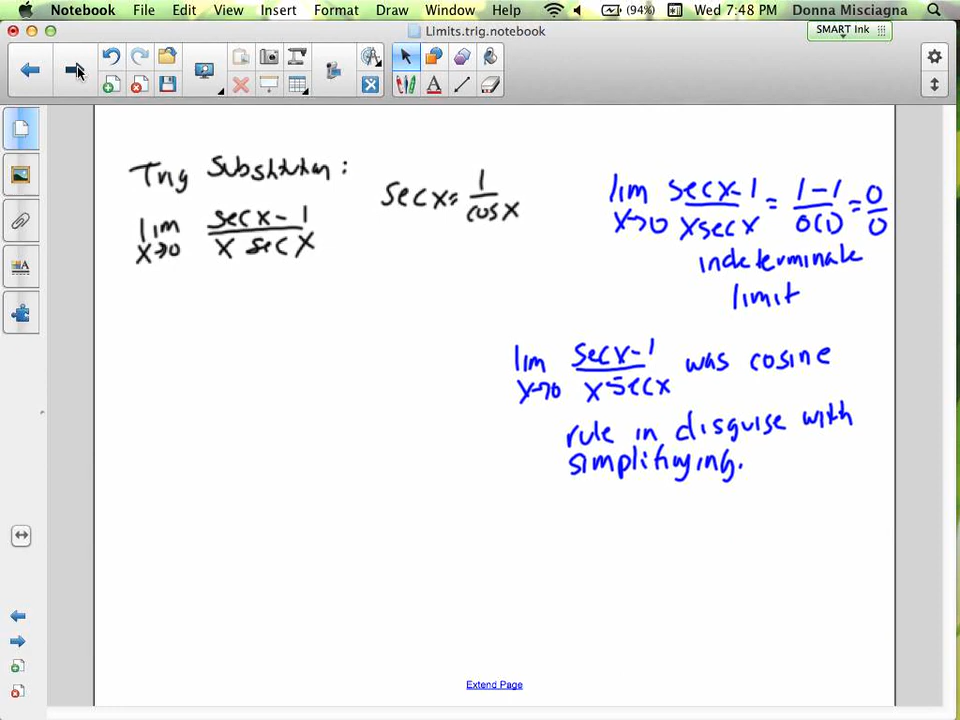 Notebook File Edit View Insert Format Draw Window Help (94%) Wed 7:48 PM Donna Misciagna
Limits.trig.notebook
SMART Ink
Trig Substitution:
lim x→0 (sec x - 1)/(x sec x)
sec x = 1/cos x
lim x→0 (sec x - 1)/(x sec x) = (1 - 1)/(0(1)) = 0/0
indeterminate
limit
lim x→0 (sec x - 1)/(x sec x) was cosine
rule in disguise with
simplifiying.
Extend Page